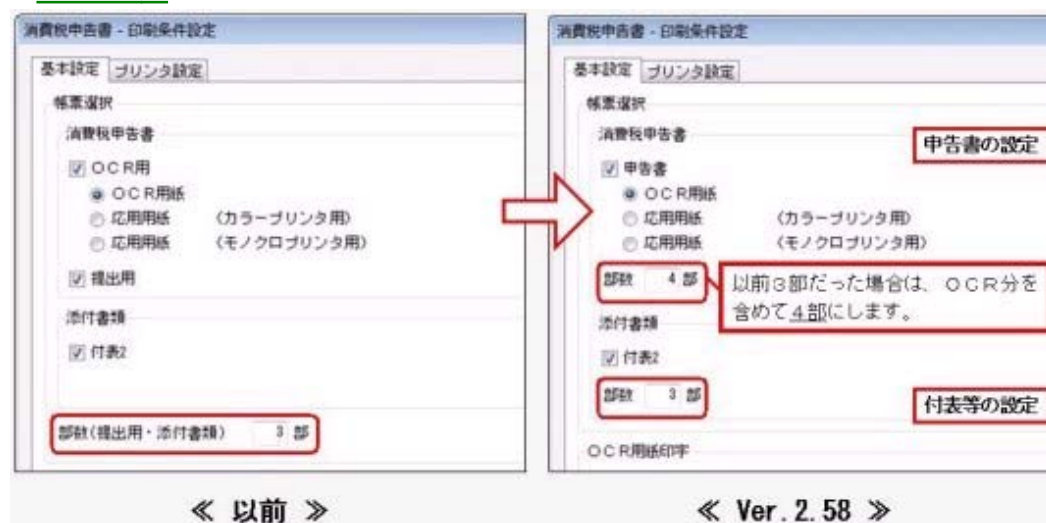 消費税申告書 - 印刷条件設定
基本設定 プリンタ設定
帳票選択
消費税申告書
OCR用
OCR用紙
応用用紙 (カラープリンタ用)
応用用紙 (モノクロプリンタ用)
提出用
添付書類
付表2
部数(提出用・添付書類) 3 部
≪ 以前 ≫
消費税申告書 - 印刷条件設定
基本設定 プリンタ設定
帳票選択
消費税申告書
申告書の設定
申告書
OCR用紙
応用用紙 (カラープリンタ用)
応用用紙 (モノクロプリンタ用)
部数 4 部
以前3部だった場合は、OCR分を
含めて4部にします。
添付書類
付表2
部数 3 部
付表等の設定
OCR用紙印字
≪ Ver.2.58 ≫